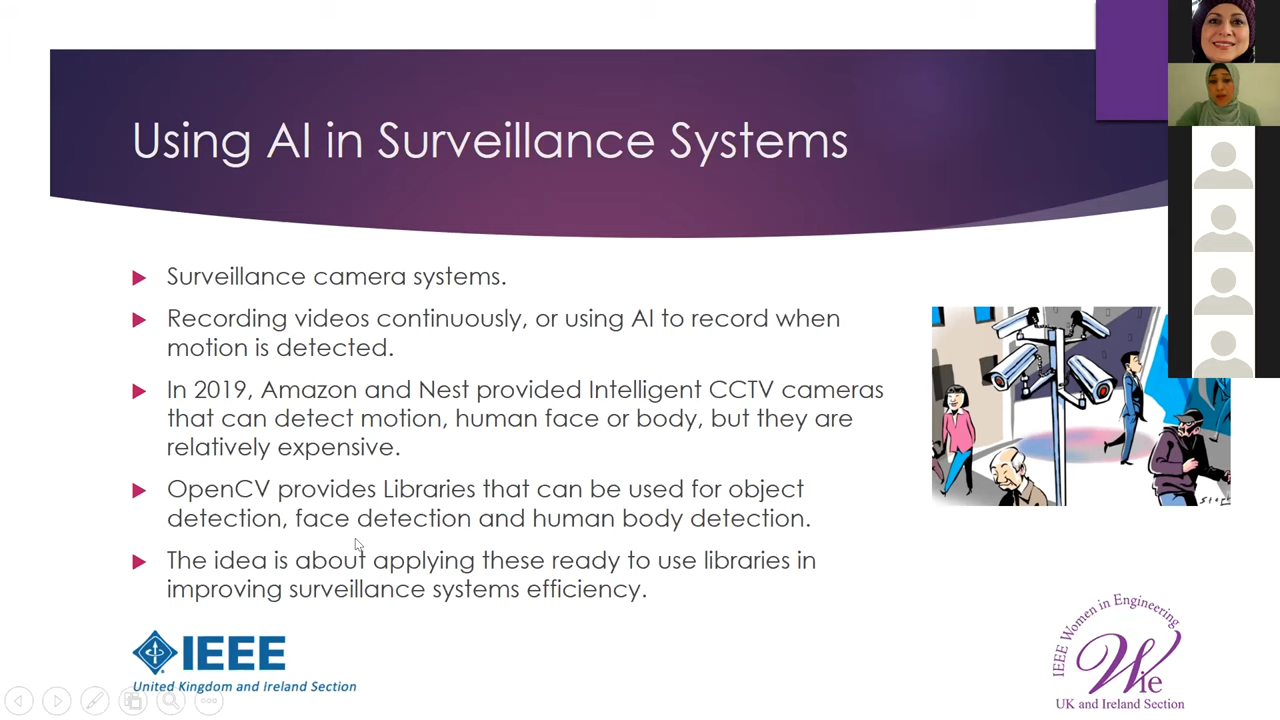 Using AI in Surveillance Systems
Surveillance camera systems.
Recording videos continuously, or using AI to record when
motion is detected.
In 2019, Amazon and Nest provided Intelligent CCTV cameras
that can detect motion, human face or body, but they are
relatively expensive.
OpenCV provides Libraries that can be used for object
detection, face detection and human body detection.
The idea is about applying these ready to use libraries in
improving surveillance systems efficiency.
IEEE
United Kingdom and Ireland Section
IEEE Women in Engineering
Wie
UK and Ireland Section